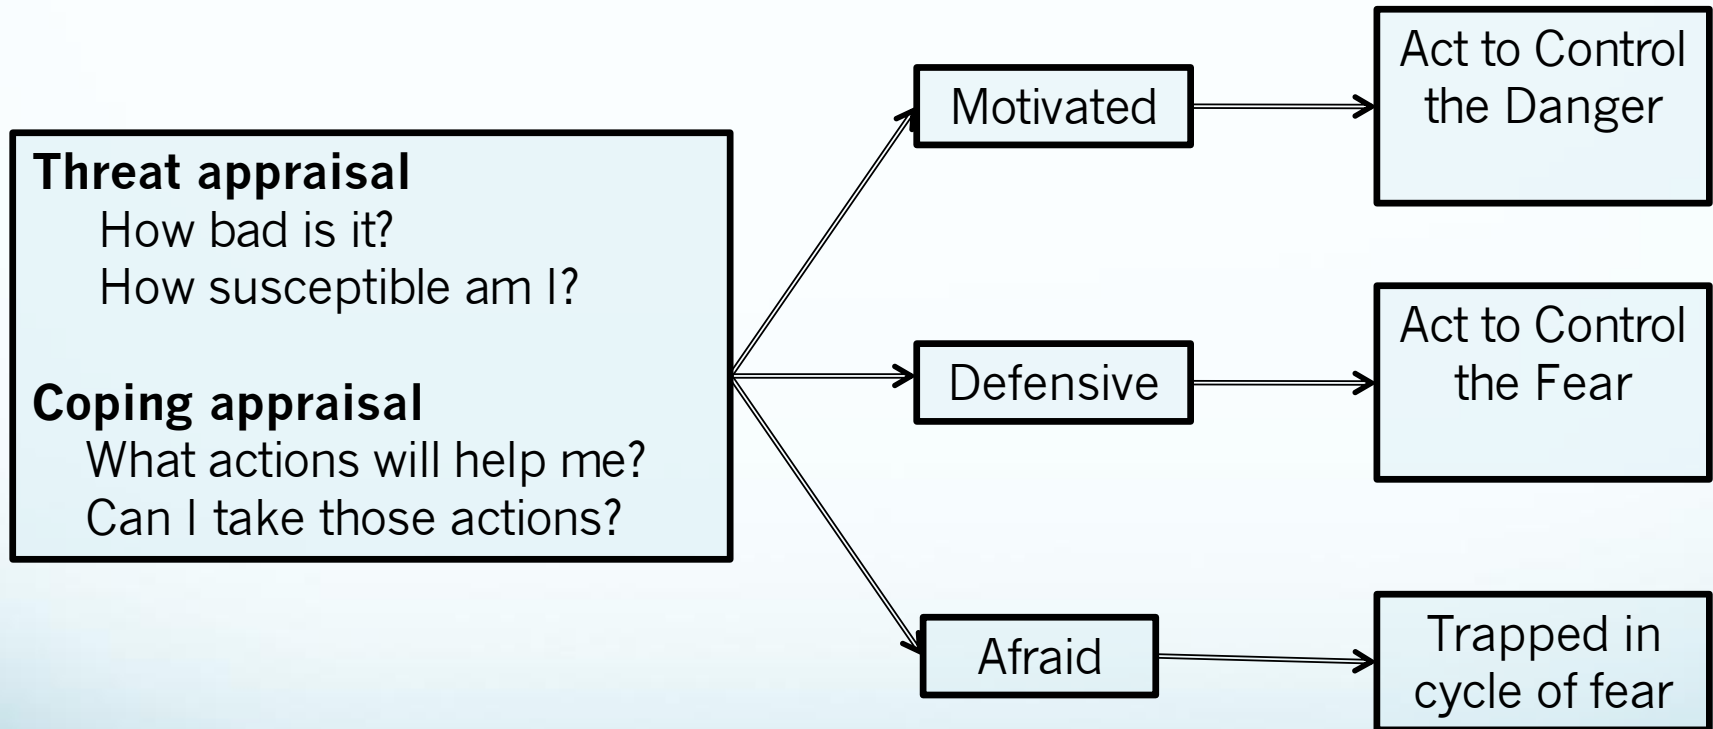 Threat appraisal
How bad is it?
How susceptible am I?
Coping appraisal
What actions will help me?
Can I take those actions?
Motivated
Act to Control
the Danger
Defensive
Act to Control
the Fear
Afraid
Trapped in
cycle of fear